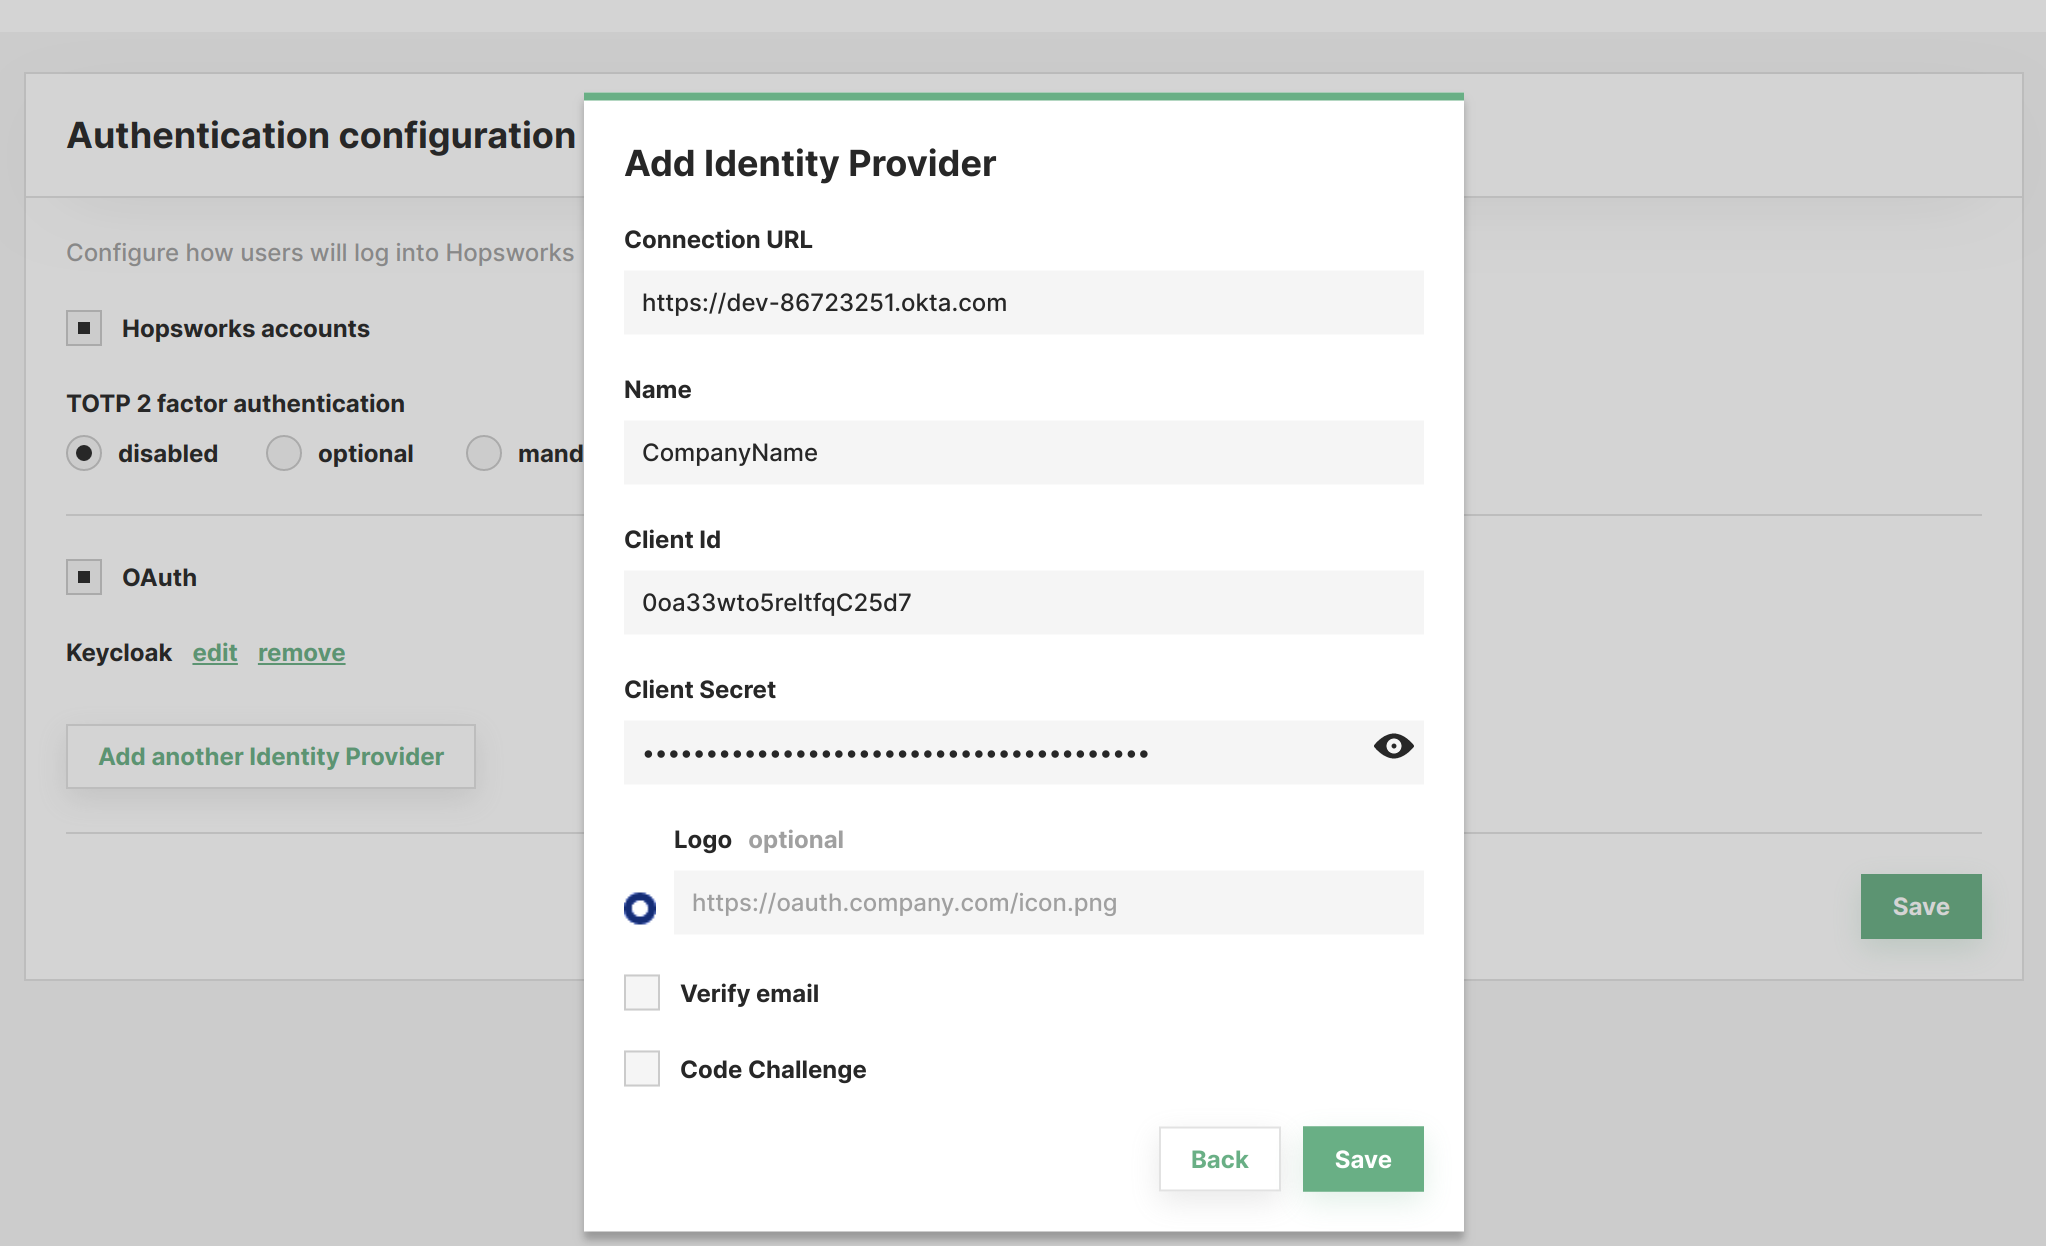 Authentication configuration
Configure how users will log into Hopsworks
Hopsworks accounts
TOTP 2 factor authentication
disabled optional mand
OAuth
Keycloak edit remove
Add another Identity Provider
Save
Add Identity Provider
Connection URL
https://dev-86723251.okta.com
Name
CompanyName
Client Id
0oa33wto5reltfqC25d7
Client Secret
••••••••••••••••••••••••••••••••••••••••
Logo optional
https://oauth.company.com/icon.png
Verify email
Code Challenge
Back Save